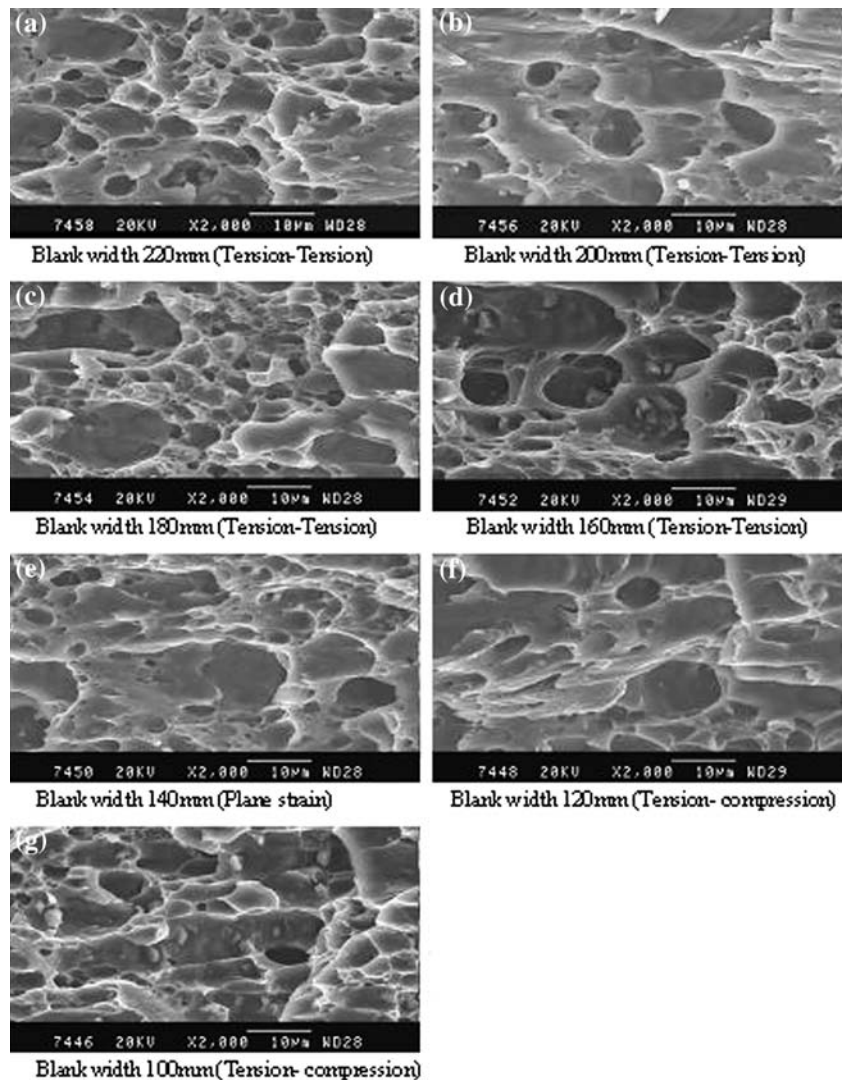 (a)
7458 20KV X2,000 10μm WD28
Blank width 220mm (Tension-Tension)
(b)
7456 20KV X2,000 10μm WD28
Blank width 200mm (Tension-Tension)
(c)
7454 20KV X2,000 10μm WD28
Blank width 180mm (Tension-Tension)
(d)
7452 20KV X2,000 10μm WD29
Blank width 160mm (Tension-Tension)
(e)
7450 20KV X2,000 10μm WD28
Blank width 140mm (Plane strain)
(f)
7448 20KV X2,000 10μm WD29
Blank width 120mm (Tension- compression)
(g)
7446 20KV X2,000 10μm WD28
Blank width 100mm (Tension- compression)